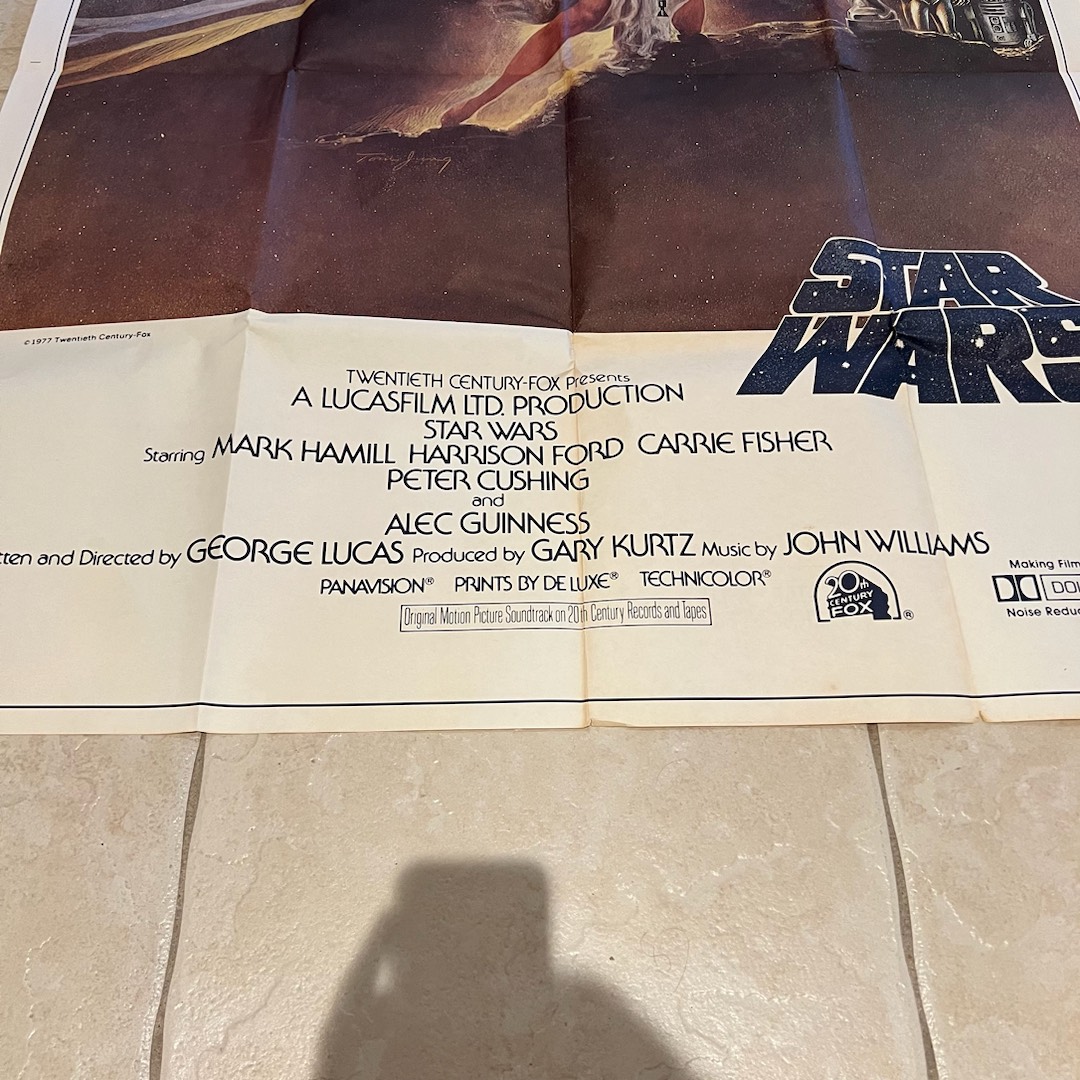 Tom Jung
STAR
WARS
© 1977 Twentieth Century-Fox
TWENTIETH CENTURY-FOX Presents
A LUCASFILM LTD. PRODUCTION
STAR WARS
Starring MARK HAMILL HARRISON FORD CARRIE FISHER
PETER CUSHING
and
ALEC GUINNESS
tten and Directed by GEORGE LUCAS Produced by GARY KURTZ Music by JOHN WILLIAMS
PANAVISION® PRINTS BY DE LUXE® TECHNICOLOR®
Original Motion Picture Soundtrack on 20th Century Records and Tapes
20th
CENTURY
FOX ®
Making Film
DOL
Noise Reduc